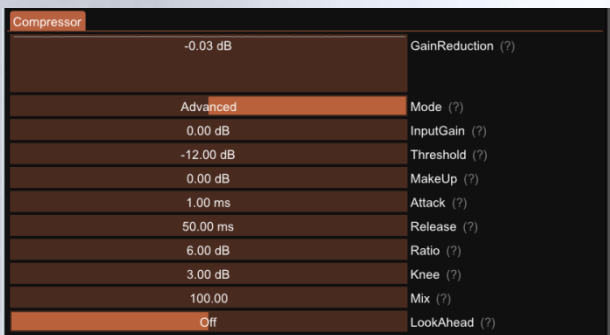 Compressor
-0.03 dB GainReduction (?)
Advanced Mode (?)
0.00 dB InputGain (?)
-12.00 dB Threshold (?)
0.00 dB MakeUp (?)
1.00 ms Attack (?)
50.00 ms Release (?)
6.00 dB Ratio (?)
3.00 dB Knee (?)
100.00 Mix (?)
Off LookAhead (?)